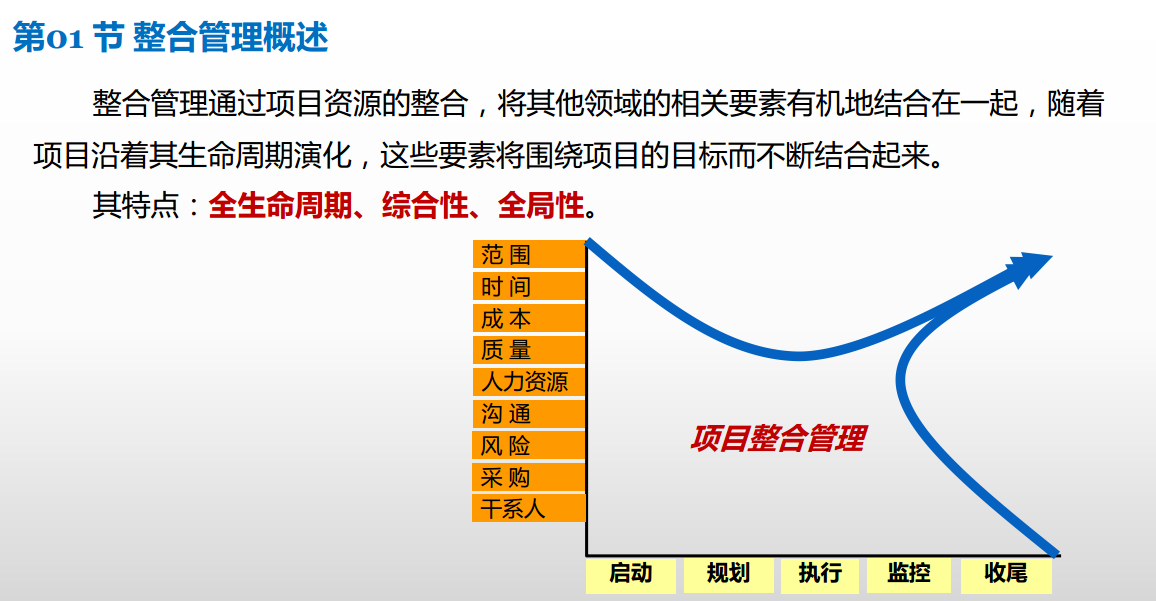 第01 节 整合管理概述
整合管理通过项目资源的整合，将其他领域的相关要素有机地结合在一起，随着
项目沿着其生命周期演化，这些要素将围绕项目的目标而不断结合起来。
其特点：全生命周期、综合性、全局性。
范 围
时 间
成 本
质 量
人力资源
沟 通
风 险
采 购
干系人
项目整合管理
启动 规划 执行 监控 收尾